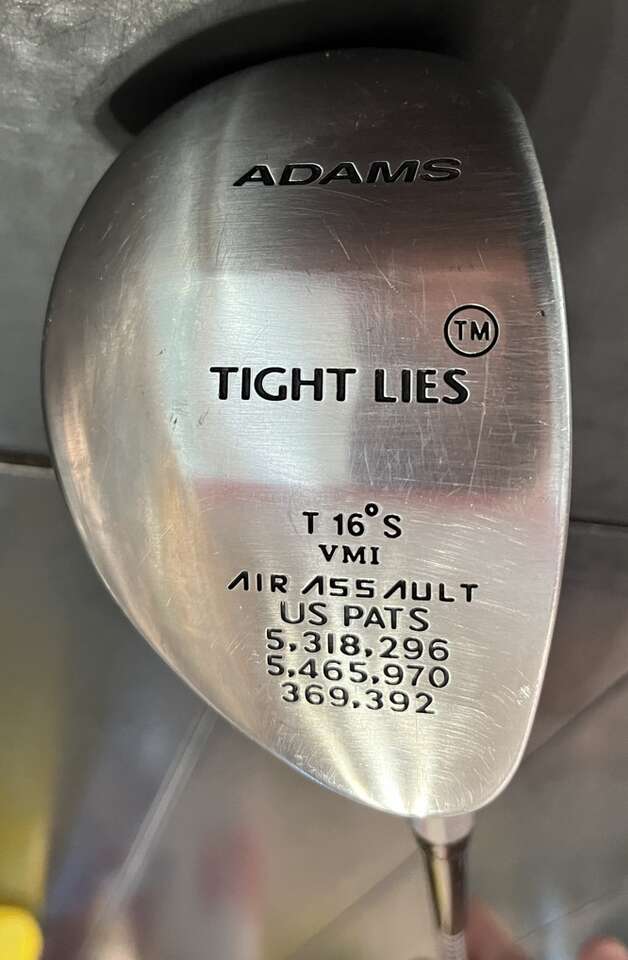 ADAMS
TM
TIGHT LIES
T 16° S
VMI
AIR ASSAULT
US PATS
5,318,296
5,465,970
369,392